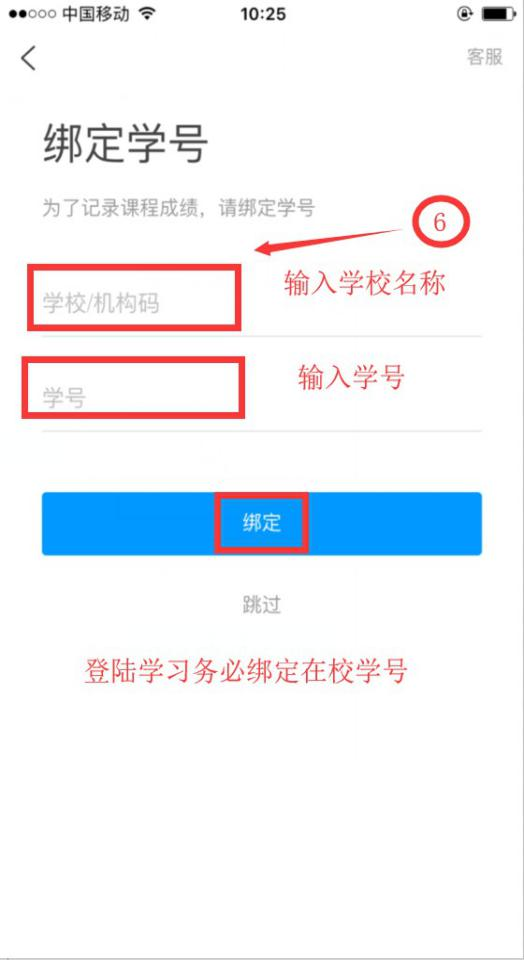 中国移动 10:25
客服
绑定学号
为了记录课程成绩，请绑定学号
6
学校/机构码
输入学校名称
学号
输入学号
绑定
跳过
登陆学习务必绑定在校学号